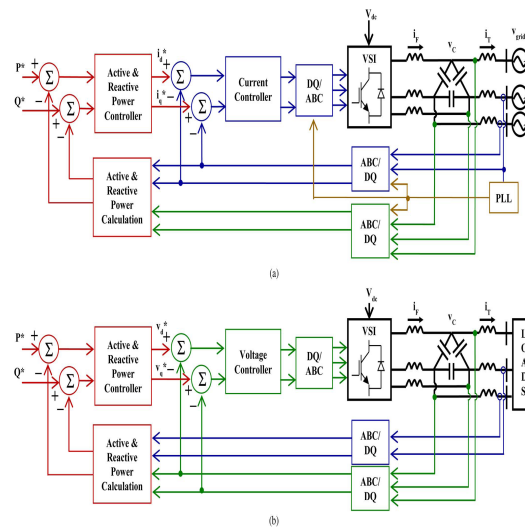 V_dc
i_F
v_C
i_T
v_grid
P*
+
Σ
−
Active &
Reactive
Power
Controller
i_d*
+
Σ
−
Current
Controller
DQ/
ABC
VSI
Q*
+
Σ
−
i_q*
+
Σ
−
Active &
Reactive
Power
Calculation
ABC/
DQ
ABC/
DQ
PLL
(a)
V_dc
i_F
v_C
i_T
P*
+
Σ
−
Active &
Reactive
Power
Controller
v_d*
+
Σ
−
Voltage
Controller
DQ/
ABC
VSI
L
O
A
D
S
Q*
+
Σ
−
v_q*
+
Σ
−
Active &
Reactive
Power
Calculation
ABC/
DQ
ABC/
DQ
(b)